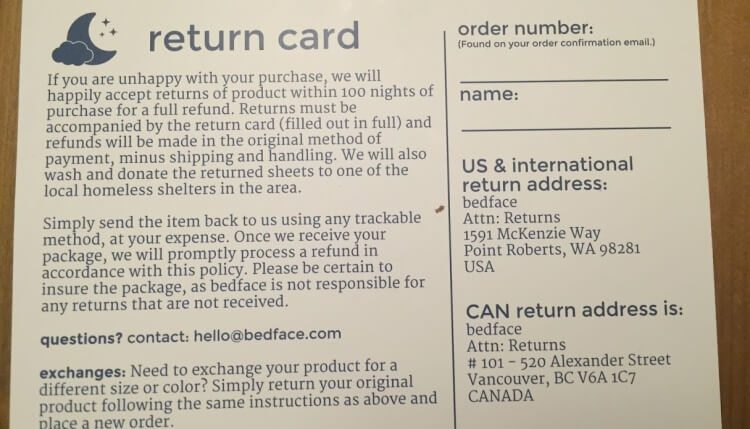 return card
If you are unhappy with your purchase, we will
happily accept returns of product within 100 nights of
purchase for a full refund. Returns must be
accompanied by the return card (filled out in full) and
refunds will be made in the original method of
payment, minus shipping and handling. We will also
wash and donate the returned sheets to one of the
local homeless shelters in the area.
Simply send the item back to us using any trackable
method, at your expense. Once we receive your
package, we will promptly process a refund in
accordance with this policy. Please be certain to
insure the package, as bedface is not responsible for
any returns that are not received.
questions? contact: hello@bedface.com
exchanges: Need to exchange your product for a
different size or color? Simply return your original
product following the same instructions as above and
place a new order.
order number:
(Found on your order confirmation email.)
name:
US & international
return address:
bedface
Attn: Returns
1591 McKenzie Way
Point Roberts, WA 98281
USA
CAN return address is:
bedface
Attn: Returns
# 101 - 520 Alexander Street
Vancouver, BC V6A 1C7
CANADA